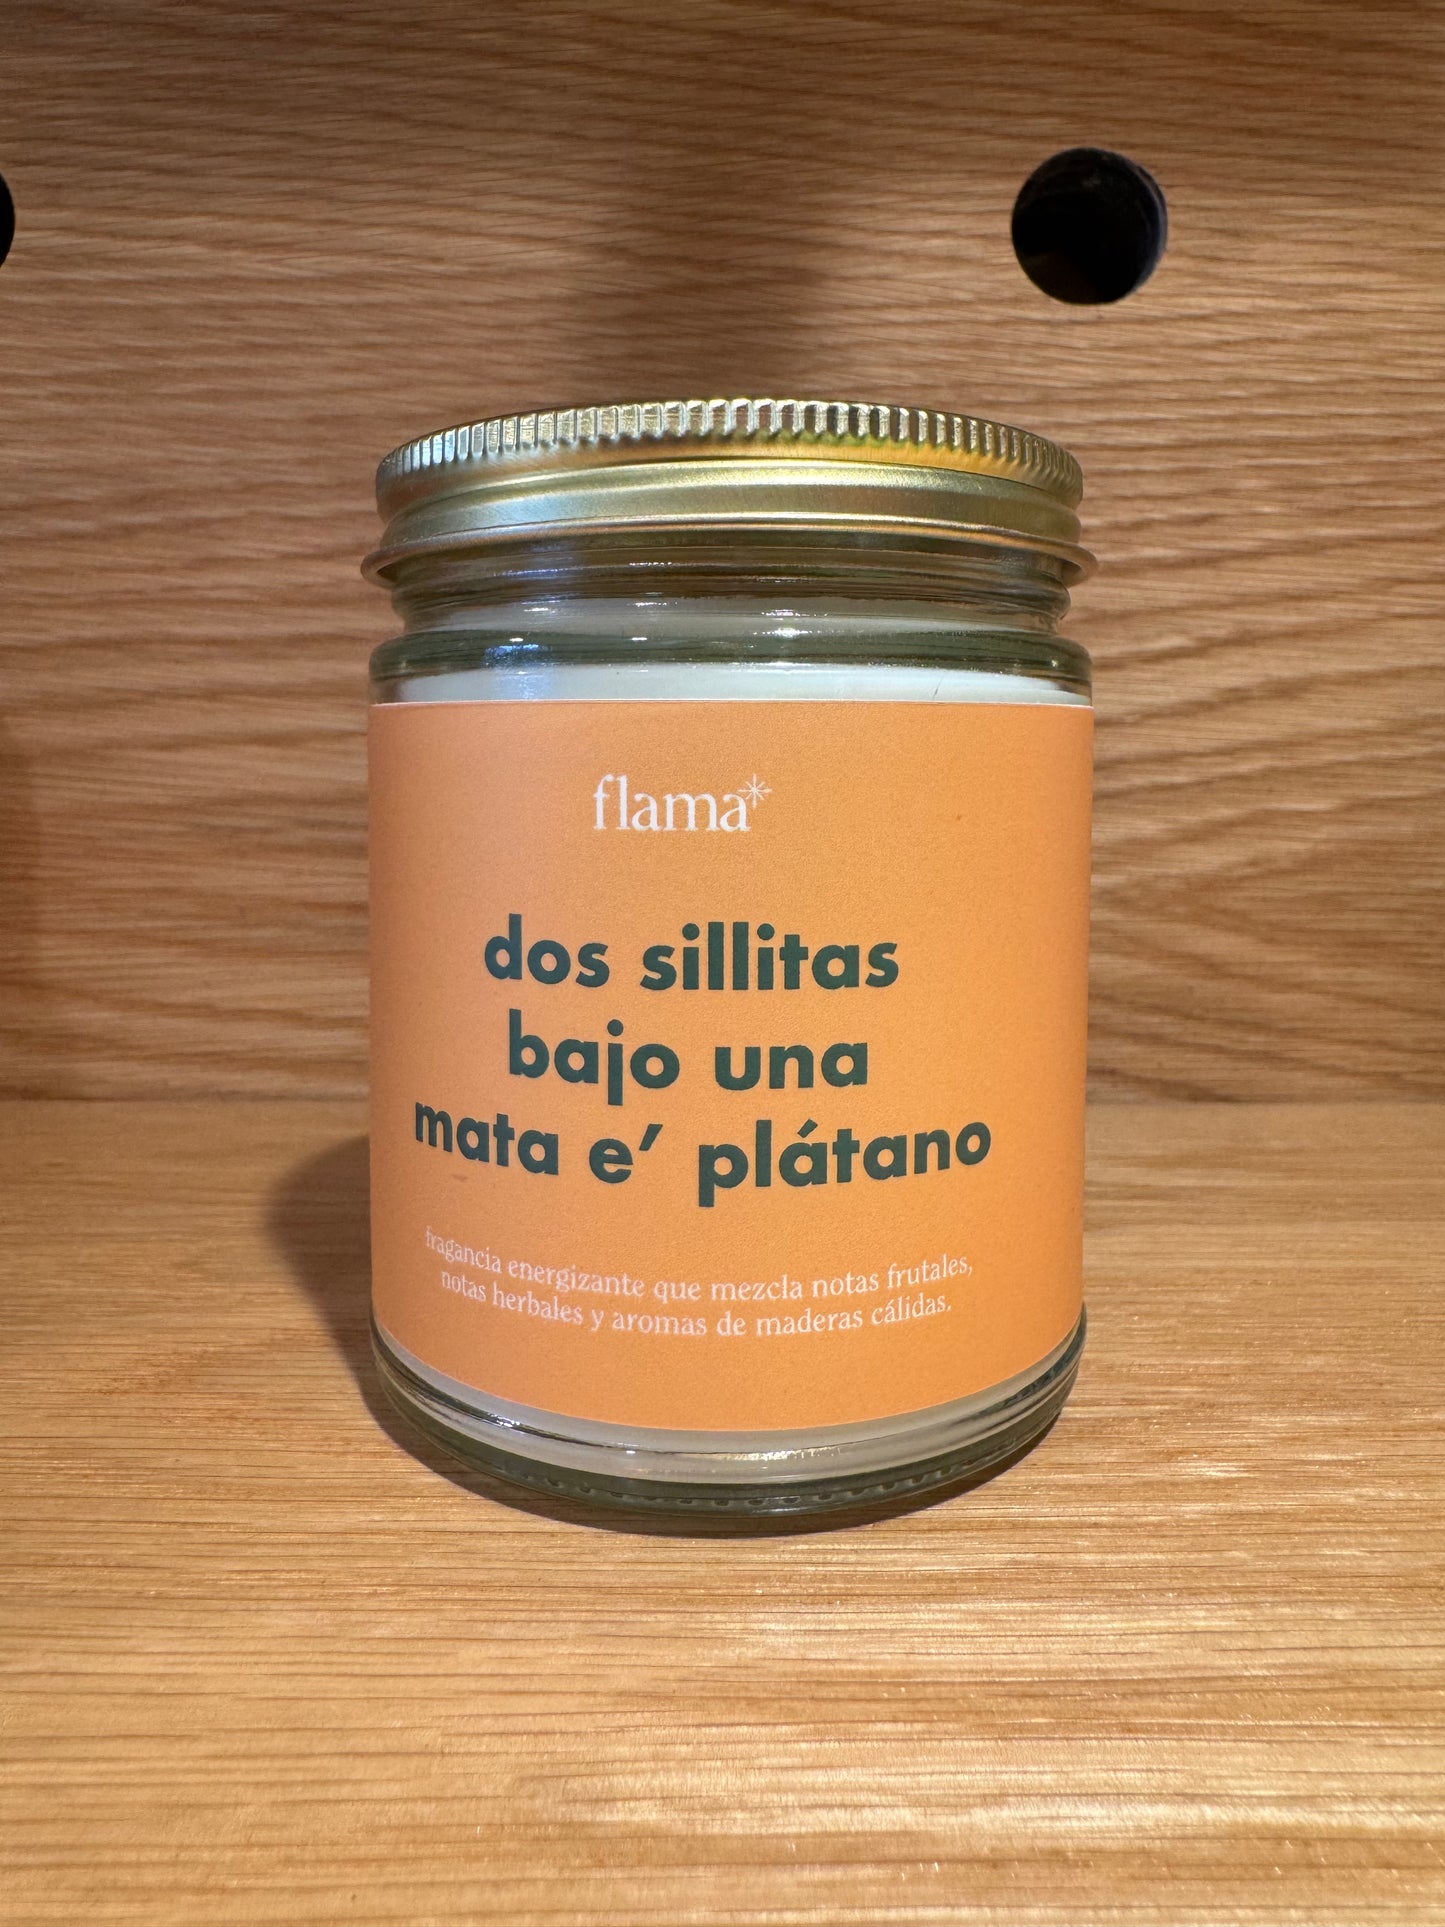 flama*
dos sillitas
bajo una
mata e' plátano
fragancia energizante que mezcla notas frutales,
notas herbales y aromas de maderas cálidas.